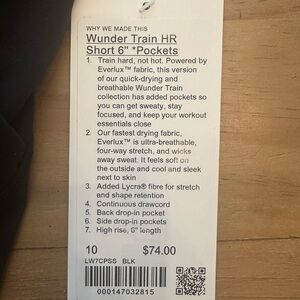 WHY WE MADE THIS
Wunder Train HR
Short 6" *Pockets
1. Train hard, not hot. Powered by
Everlux™ fabric, this version
of our quick-drying and
breathable Wunder Train
collection has added pockets so
you can get sweaty, stay
focused, and keep your workout
essentials close
2. Our fastest drying fabric,
Everlux™ is ultra-breathable,
four-way stretch, and wicks
away sweat. It feels soft on
the outside and cool and sleek
next to skin
3. Added Lycra® fibre for stretch
and shape retention
4. Continuous drawcord
5. Back drop-in pocket
6. Side drop-in pockets
7. High rise, 6" length
10 $74.00
LW7CPSS BLK
000147032815